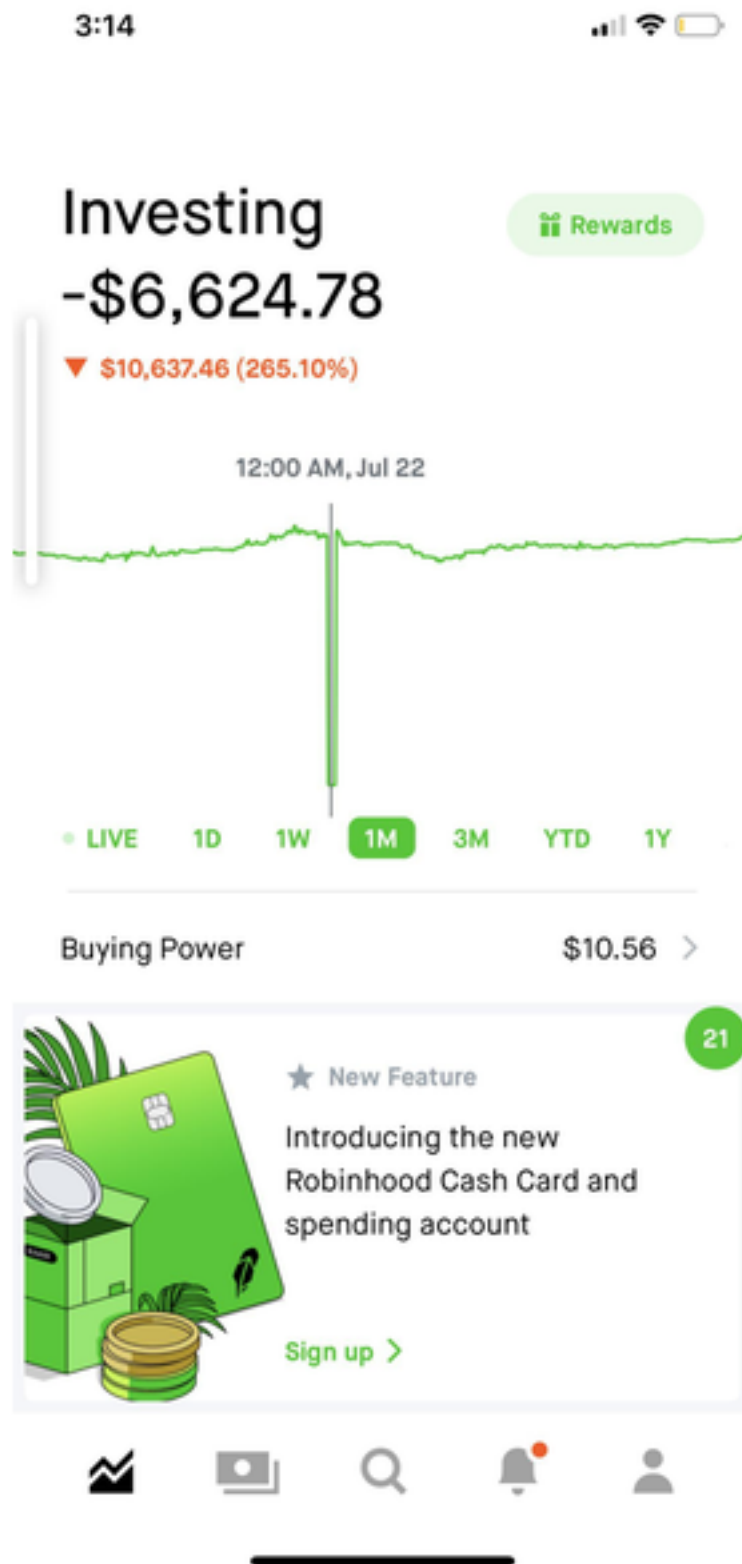 3:14
Investing
Rewards
-$6,624.78
▼ $10,637.46 (265.10%)
12:00 AM, Jul 22
LIVE 1D 1W 1M 3M YTD 1Y
Buying Power $10.56 >
21
New Feature
Introducing the new
Robinhood Cash Card and
spending account
Sign up >